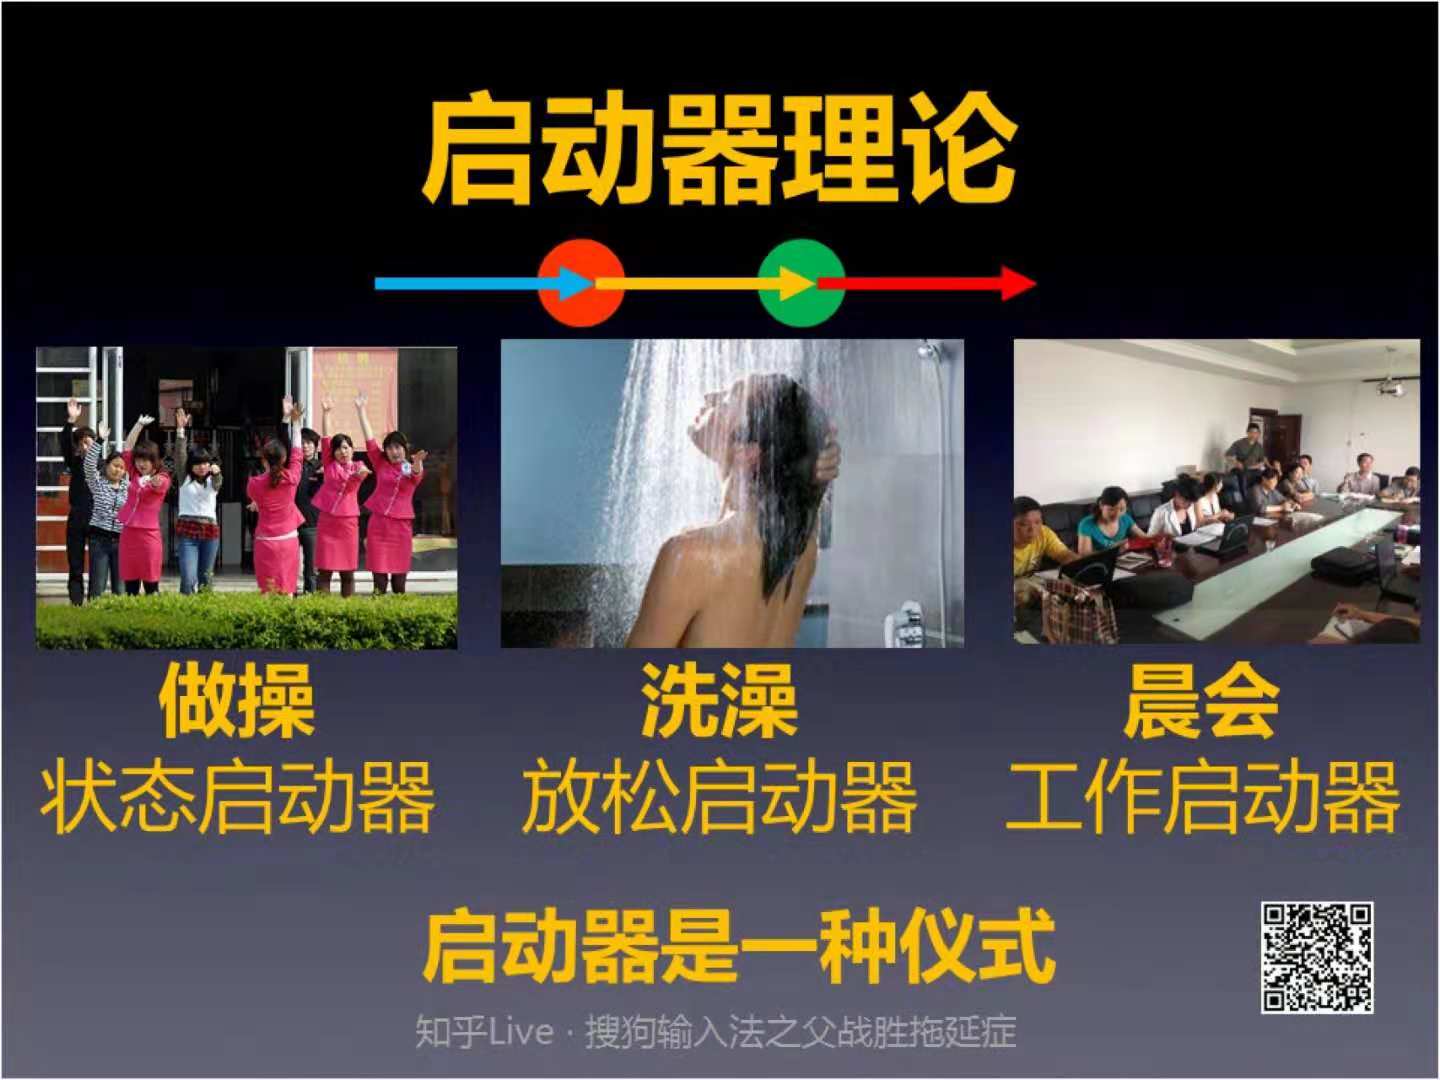 启动器理论
做操
状态启动器
洗澡
放松启动器
晨会
工作启动器
启动器是一种仪式
知乎Live · 搜狗输入法之父战胜拖延症